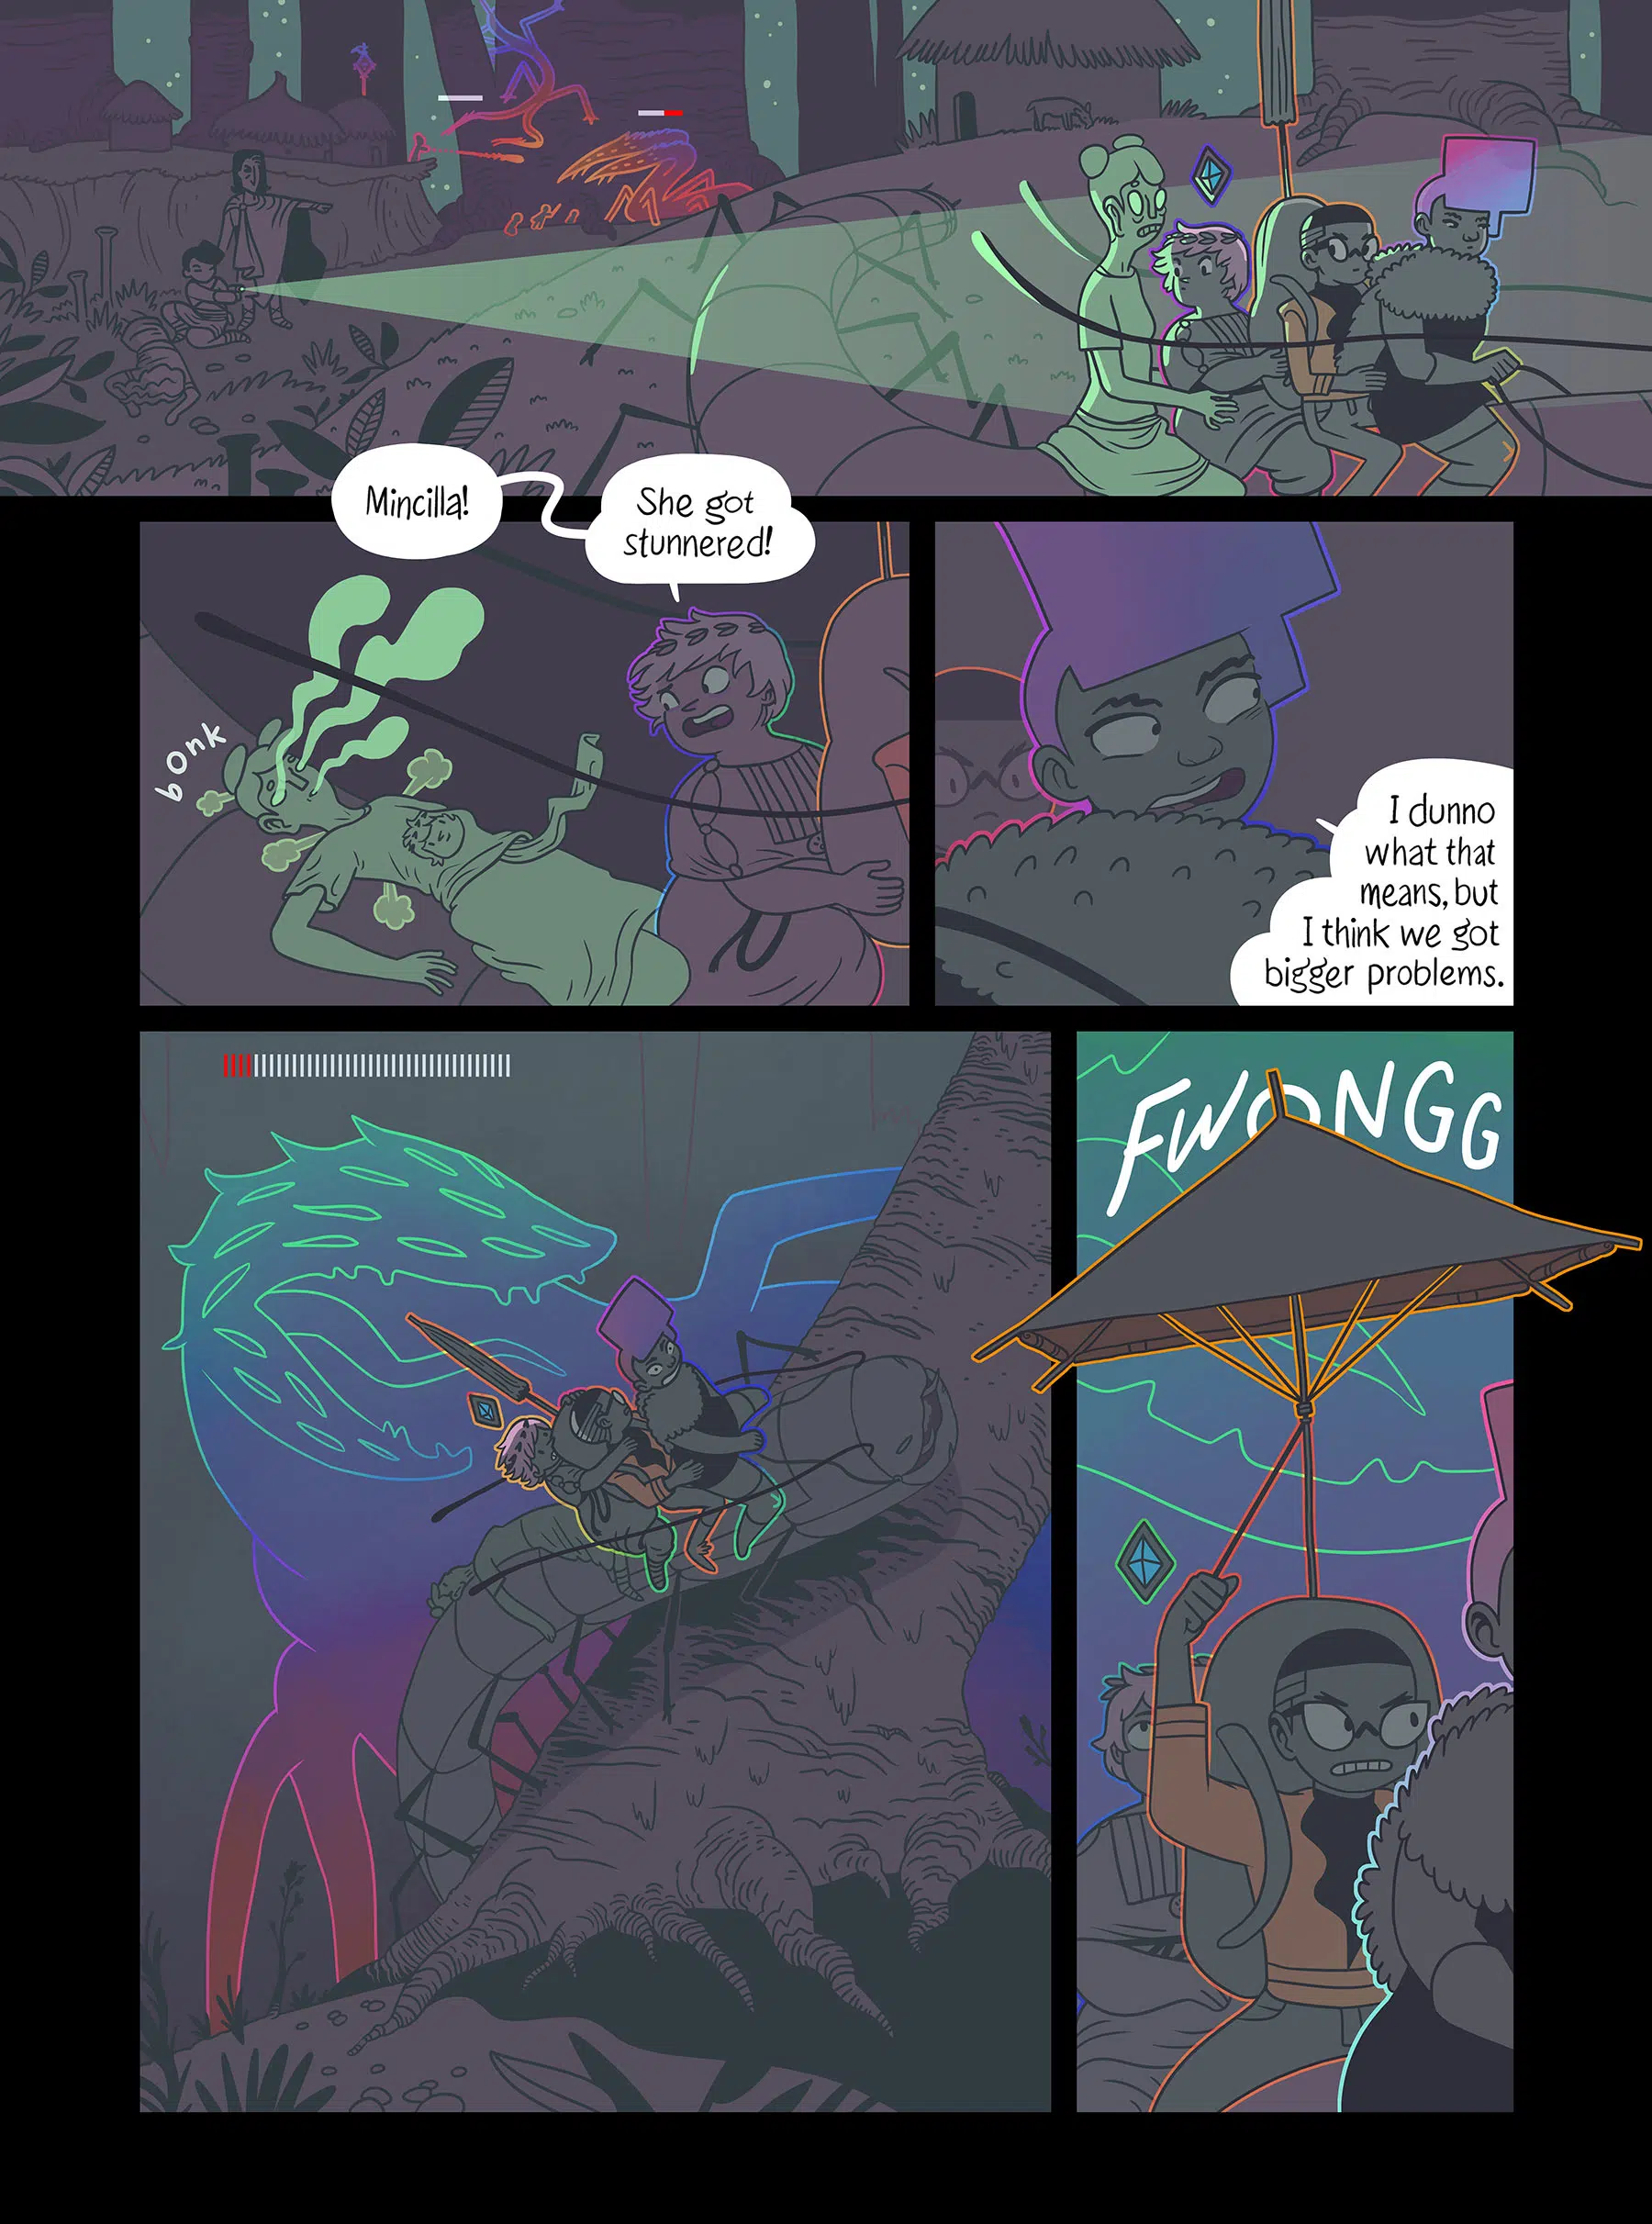 Mincilla!
She got
stunnered!
bonk
I dunno
what that
means, but
I think we got
bigger problems.
FWONGG